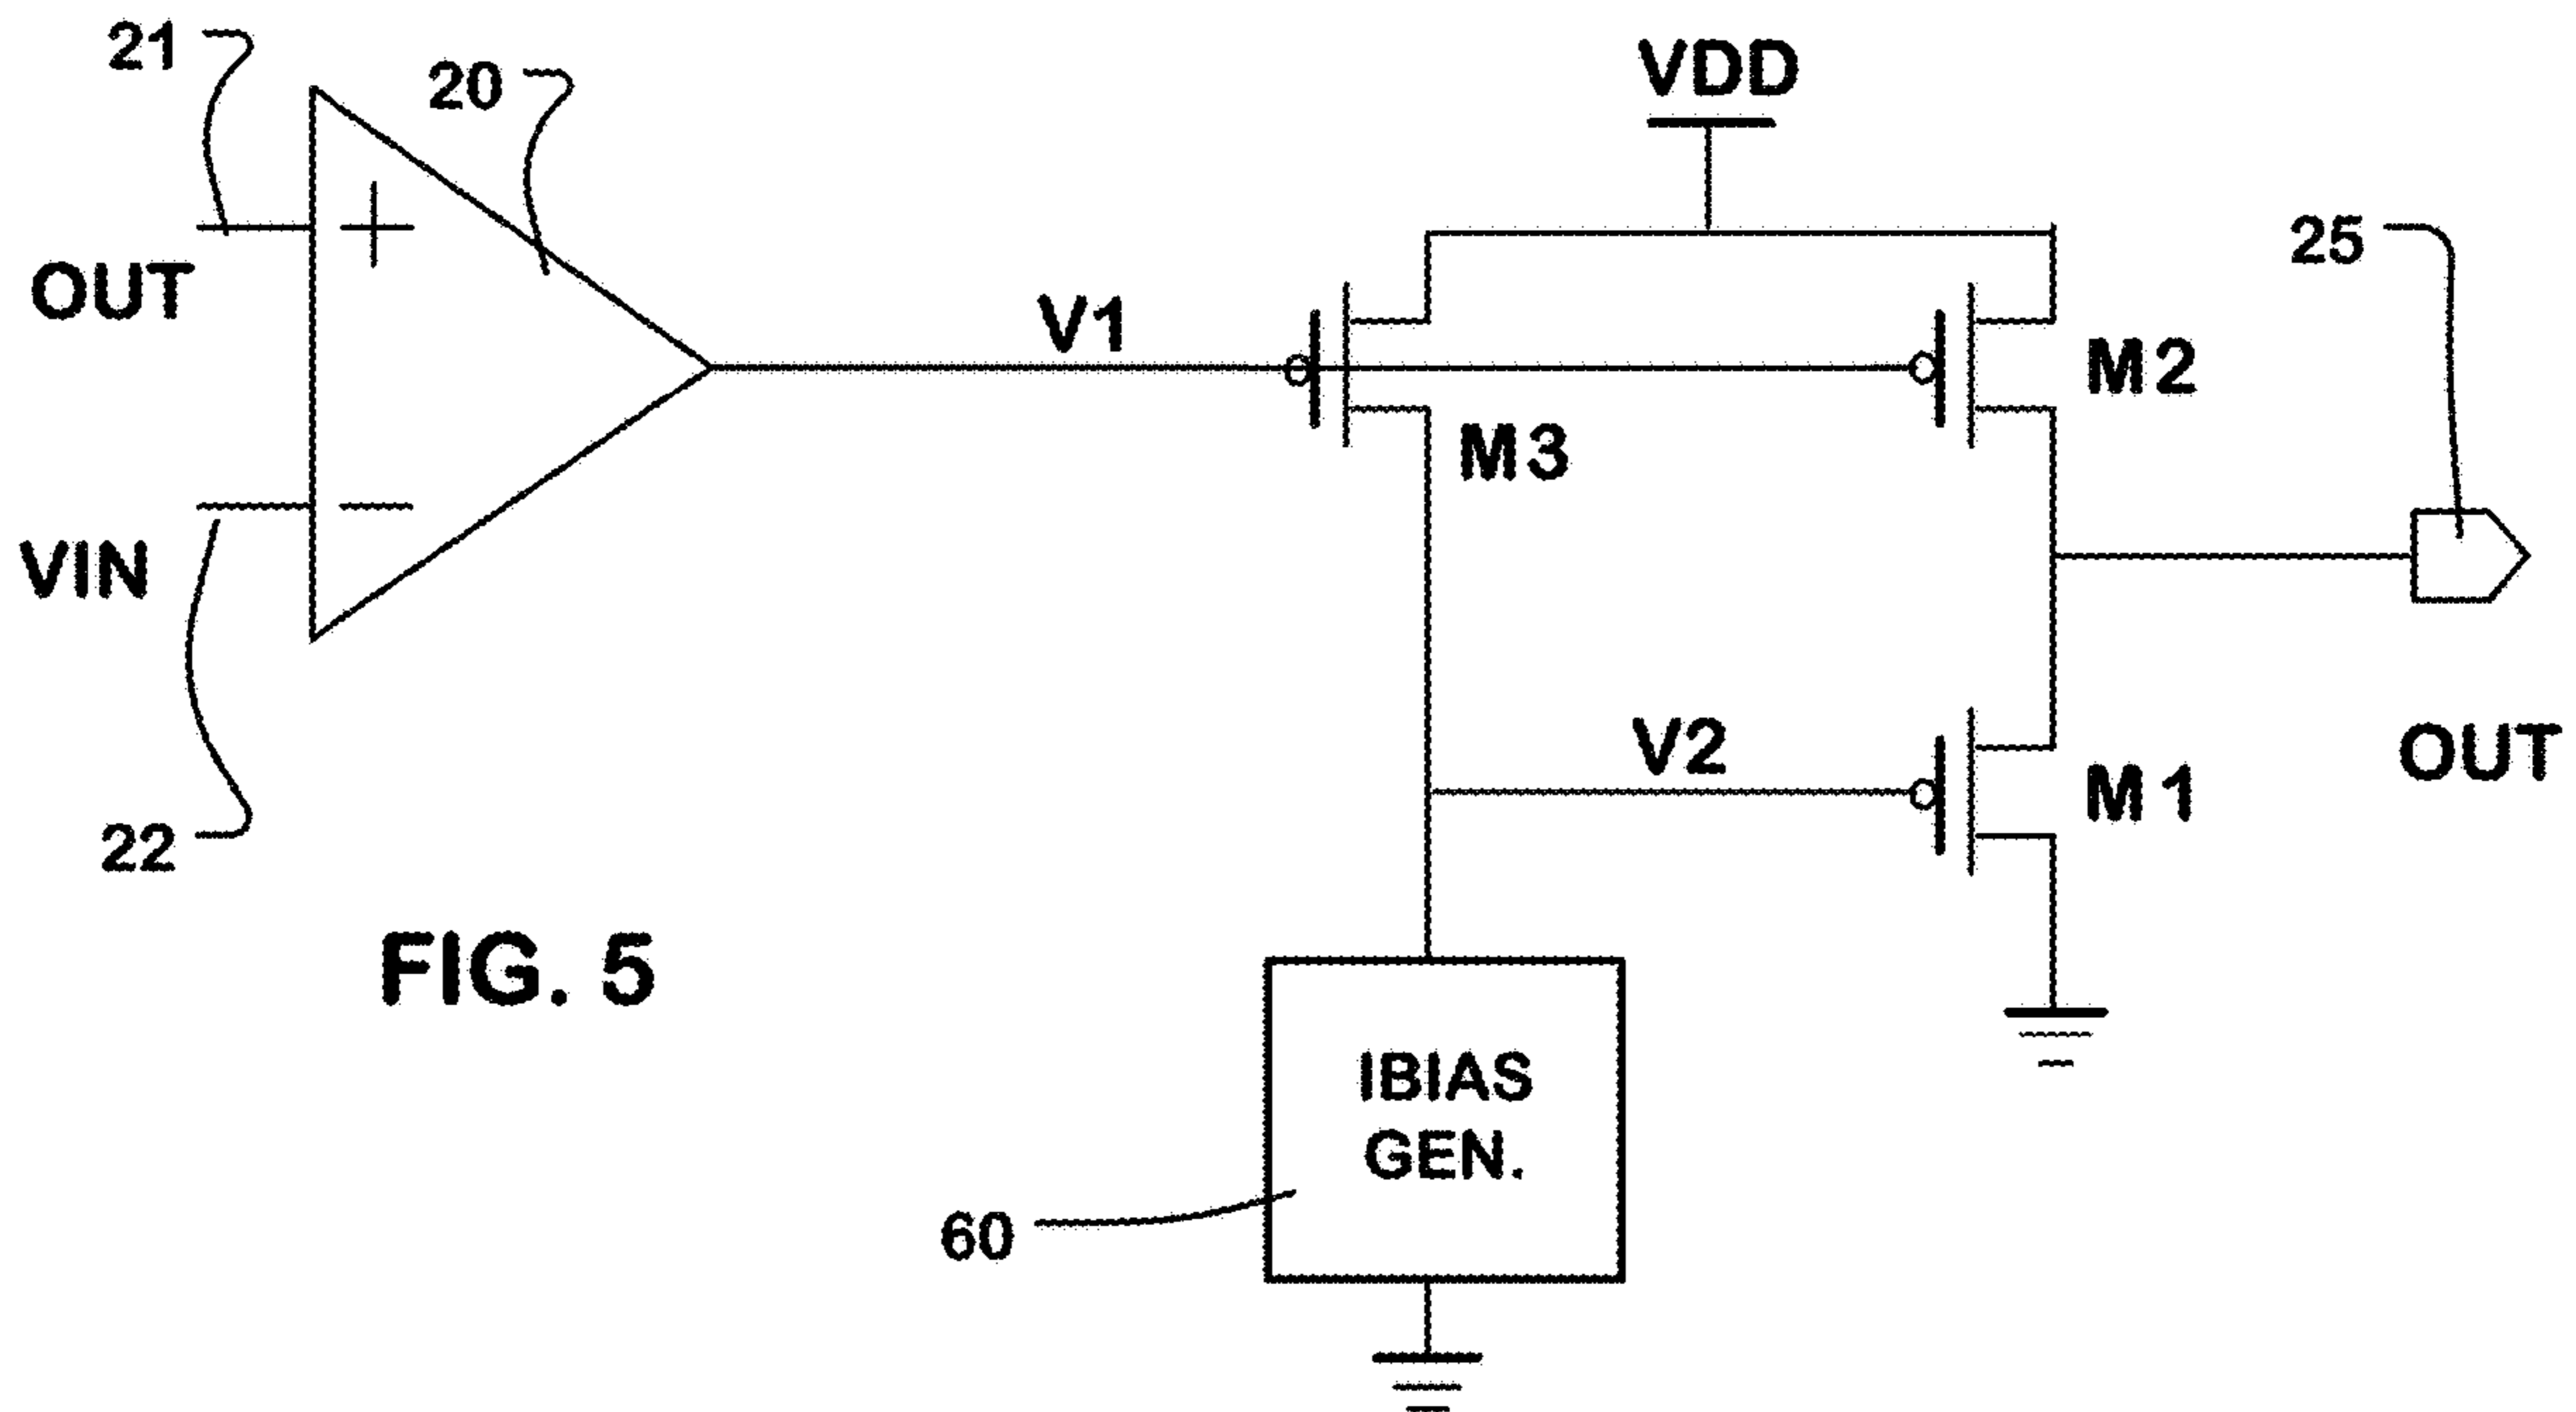 21
20
VDD
25
OUT
+
V1
M2
M3
VIN
−
V2
M1
OUT
22
FIG. 5
IBIAS
GEN.
60